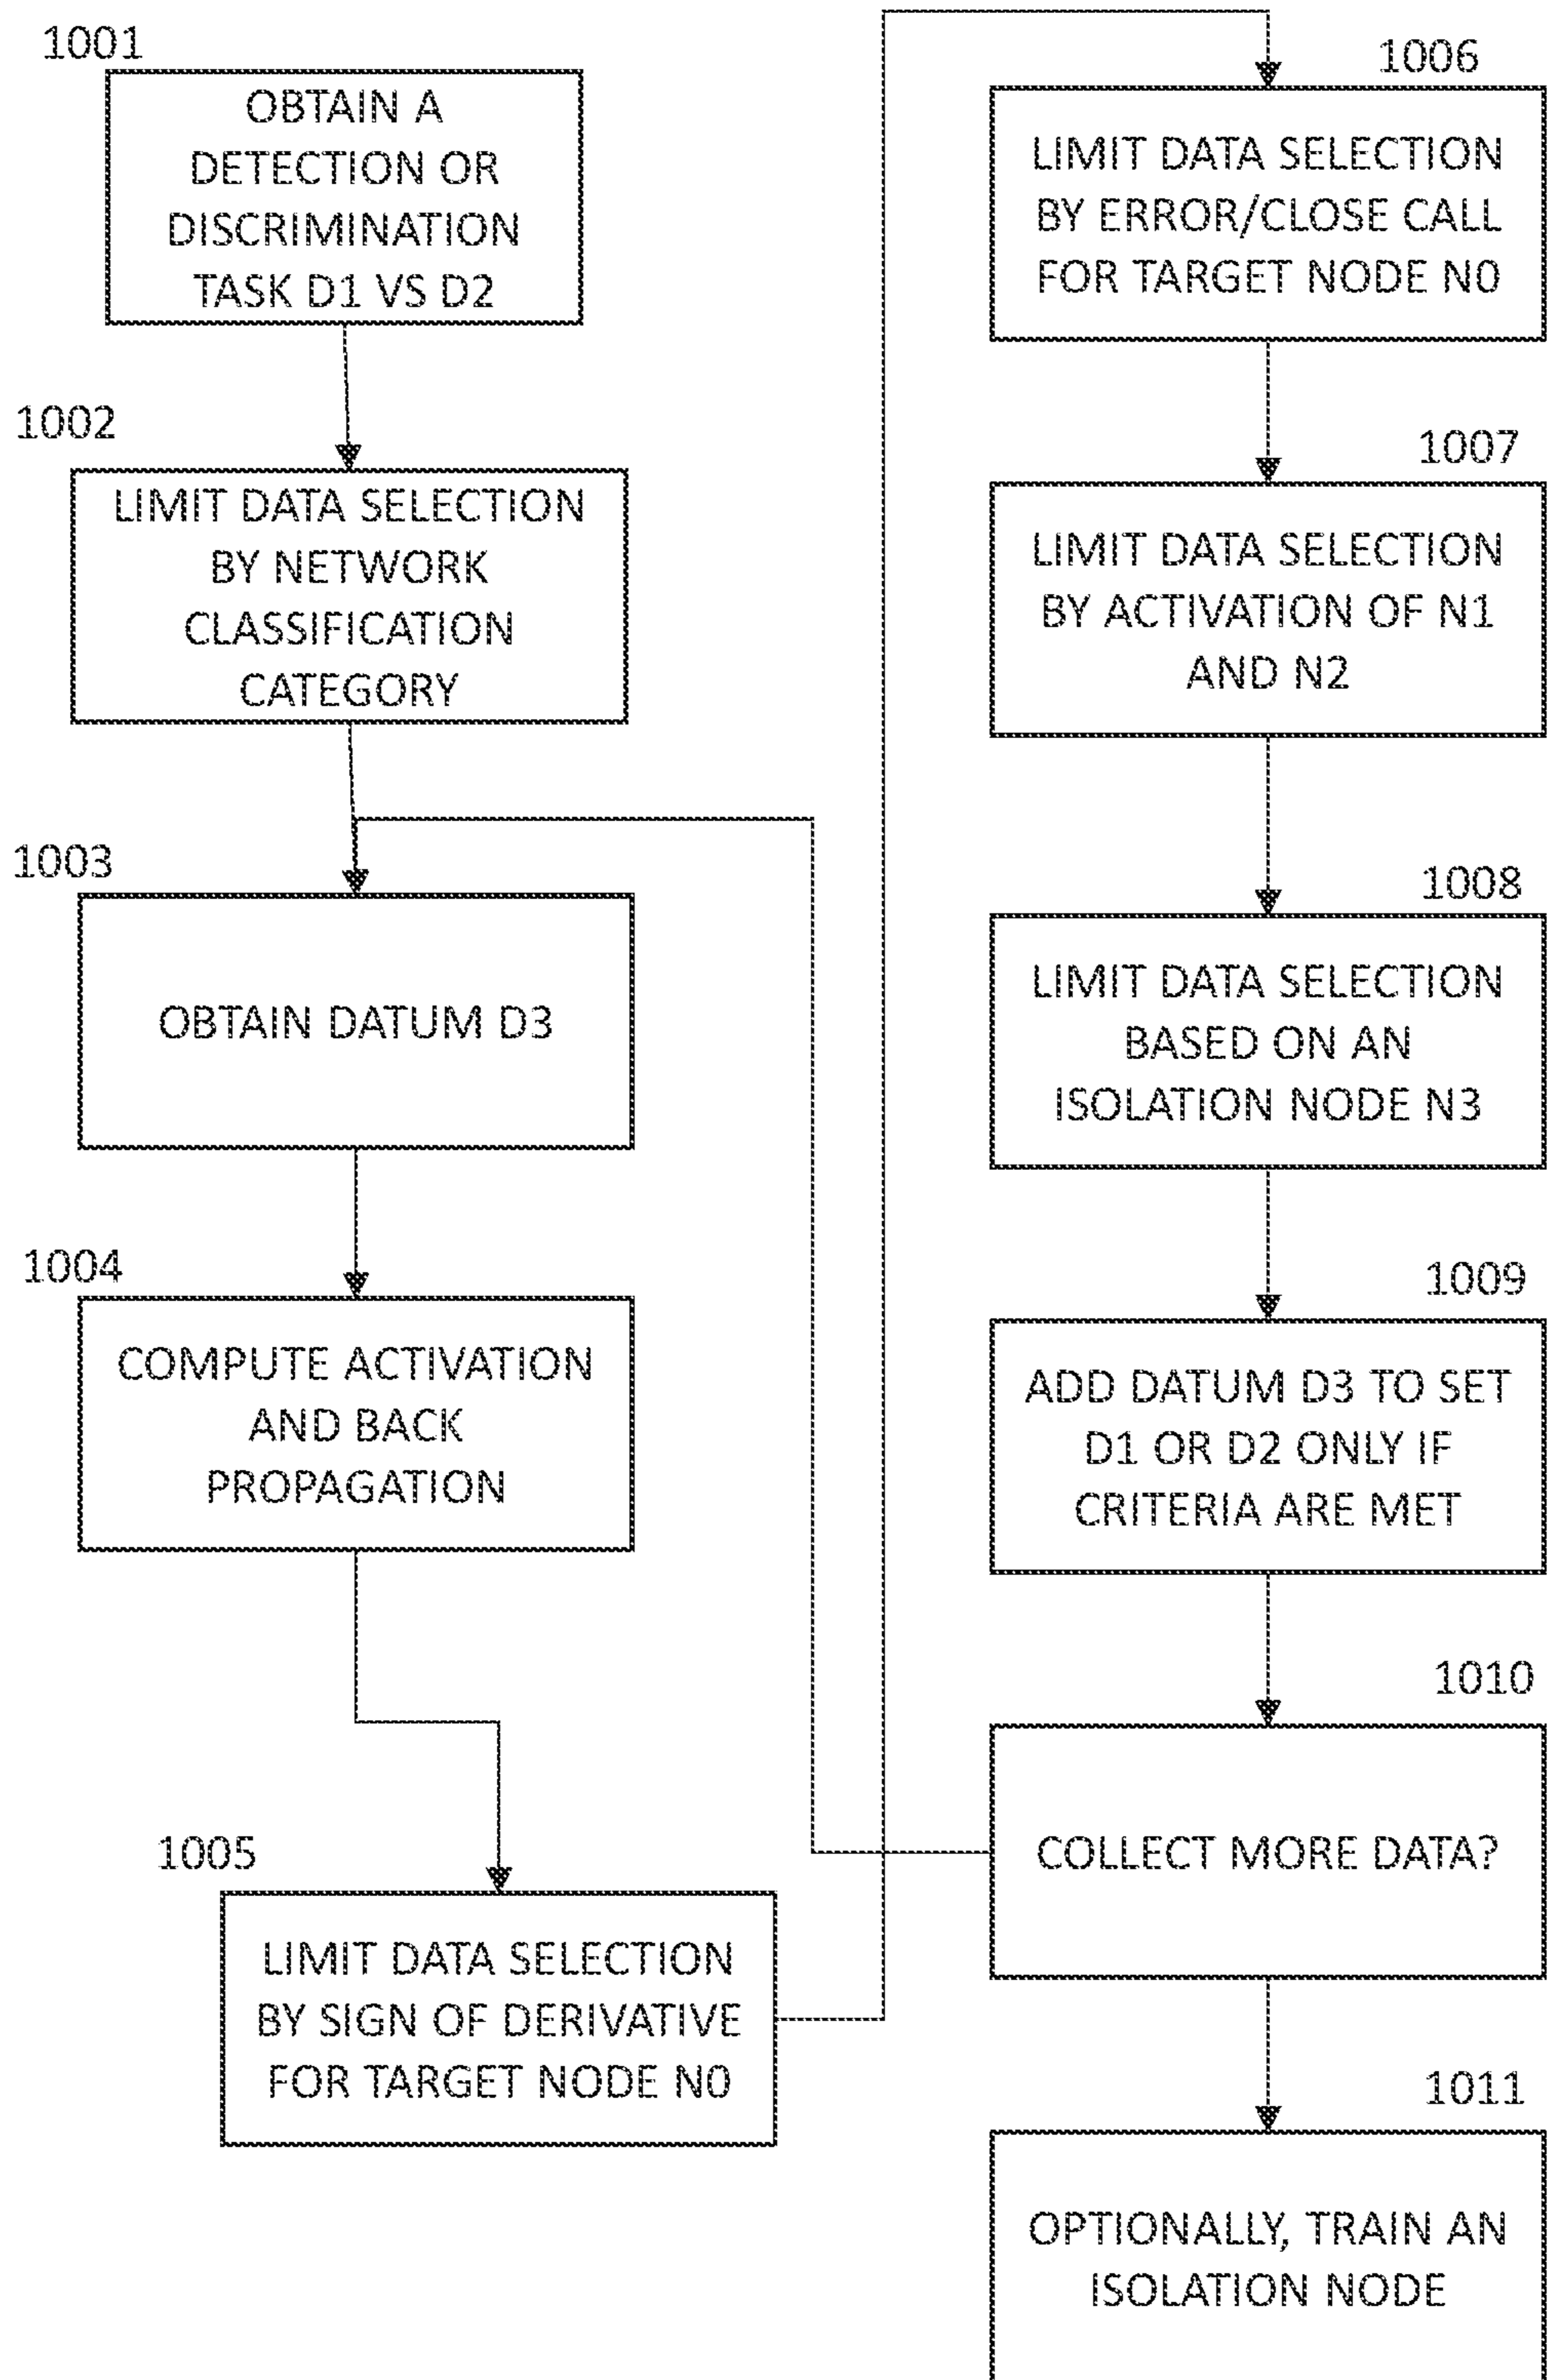 1001
OBTAIN A
DETECTION OR
DISCRIMINATION
TASK D1 VS D2
1002
LIMIT DATA SELECTION
BY NETWORK
CLASSIFICATION
CATEGORY
1003
OBTAIN DATUM D3
1004
COMPUTE ACTIVATION
AND BACK
PROPAGATION
1005
LIMIT DATA SELECTION
BY SIGN OF DERIVATIVE
FOR TARGET NODE N0
1006
LIMIT DATA SELECTION
BY ERROR/CLOSE CALL
FOR TARGET NODE N0
1007
LIMIT DATA SELECTION
BY ACTIVATION OF N1
AND N2
1008
LIMIT DATA SELECTION
BASED ON AN
ISOLATION NODE N3
1009
ADD DATUM D3 TO SET
D1 OR D2 ONLY IF
CRITERIA ARE MET
1010
COLLECT MORE DATA?
1011
OPTIONALLY, TRAIN AN
ISOLATION NODE